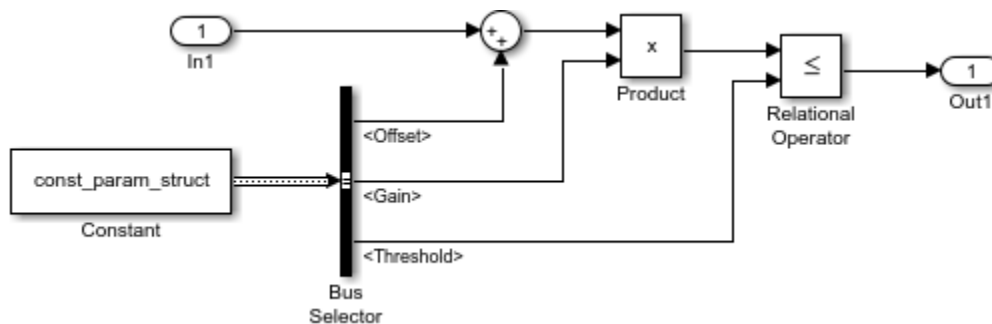 1
In1
+
+
x
Product
≤
Relational
Operator
1
Out1
<Offset>
const_param_struct
Constant
<Gain>
<Threshold>
Bus
Selector